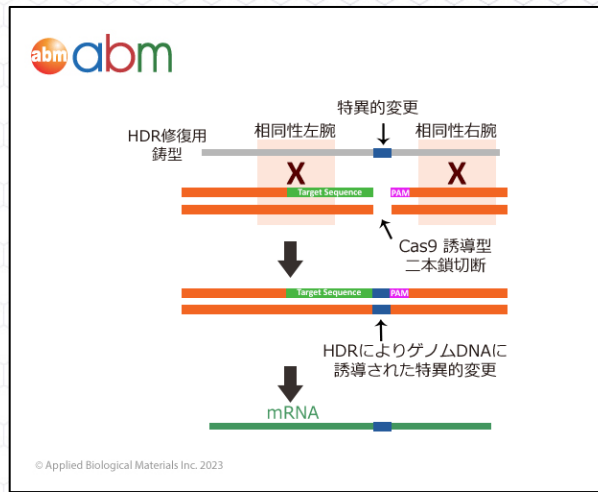 abm abm
特異的変更
HDR修復用
鋳型
相同性左腕
相同性右腕
X
X
Target Sequence
PAM
Cas9 誘導型
二本鎖切断
Target Sequence
PAM
HDRによりゲノムDNAに
誘導された特異的変更
mRNA
© Applied Biological Materials Inc. 2023